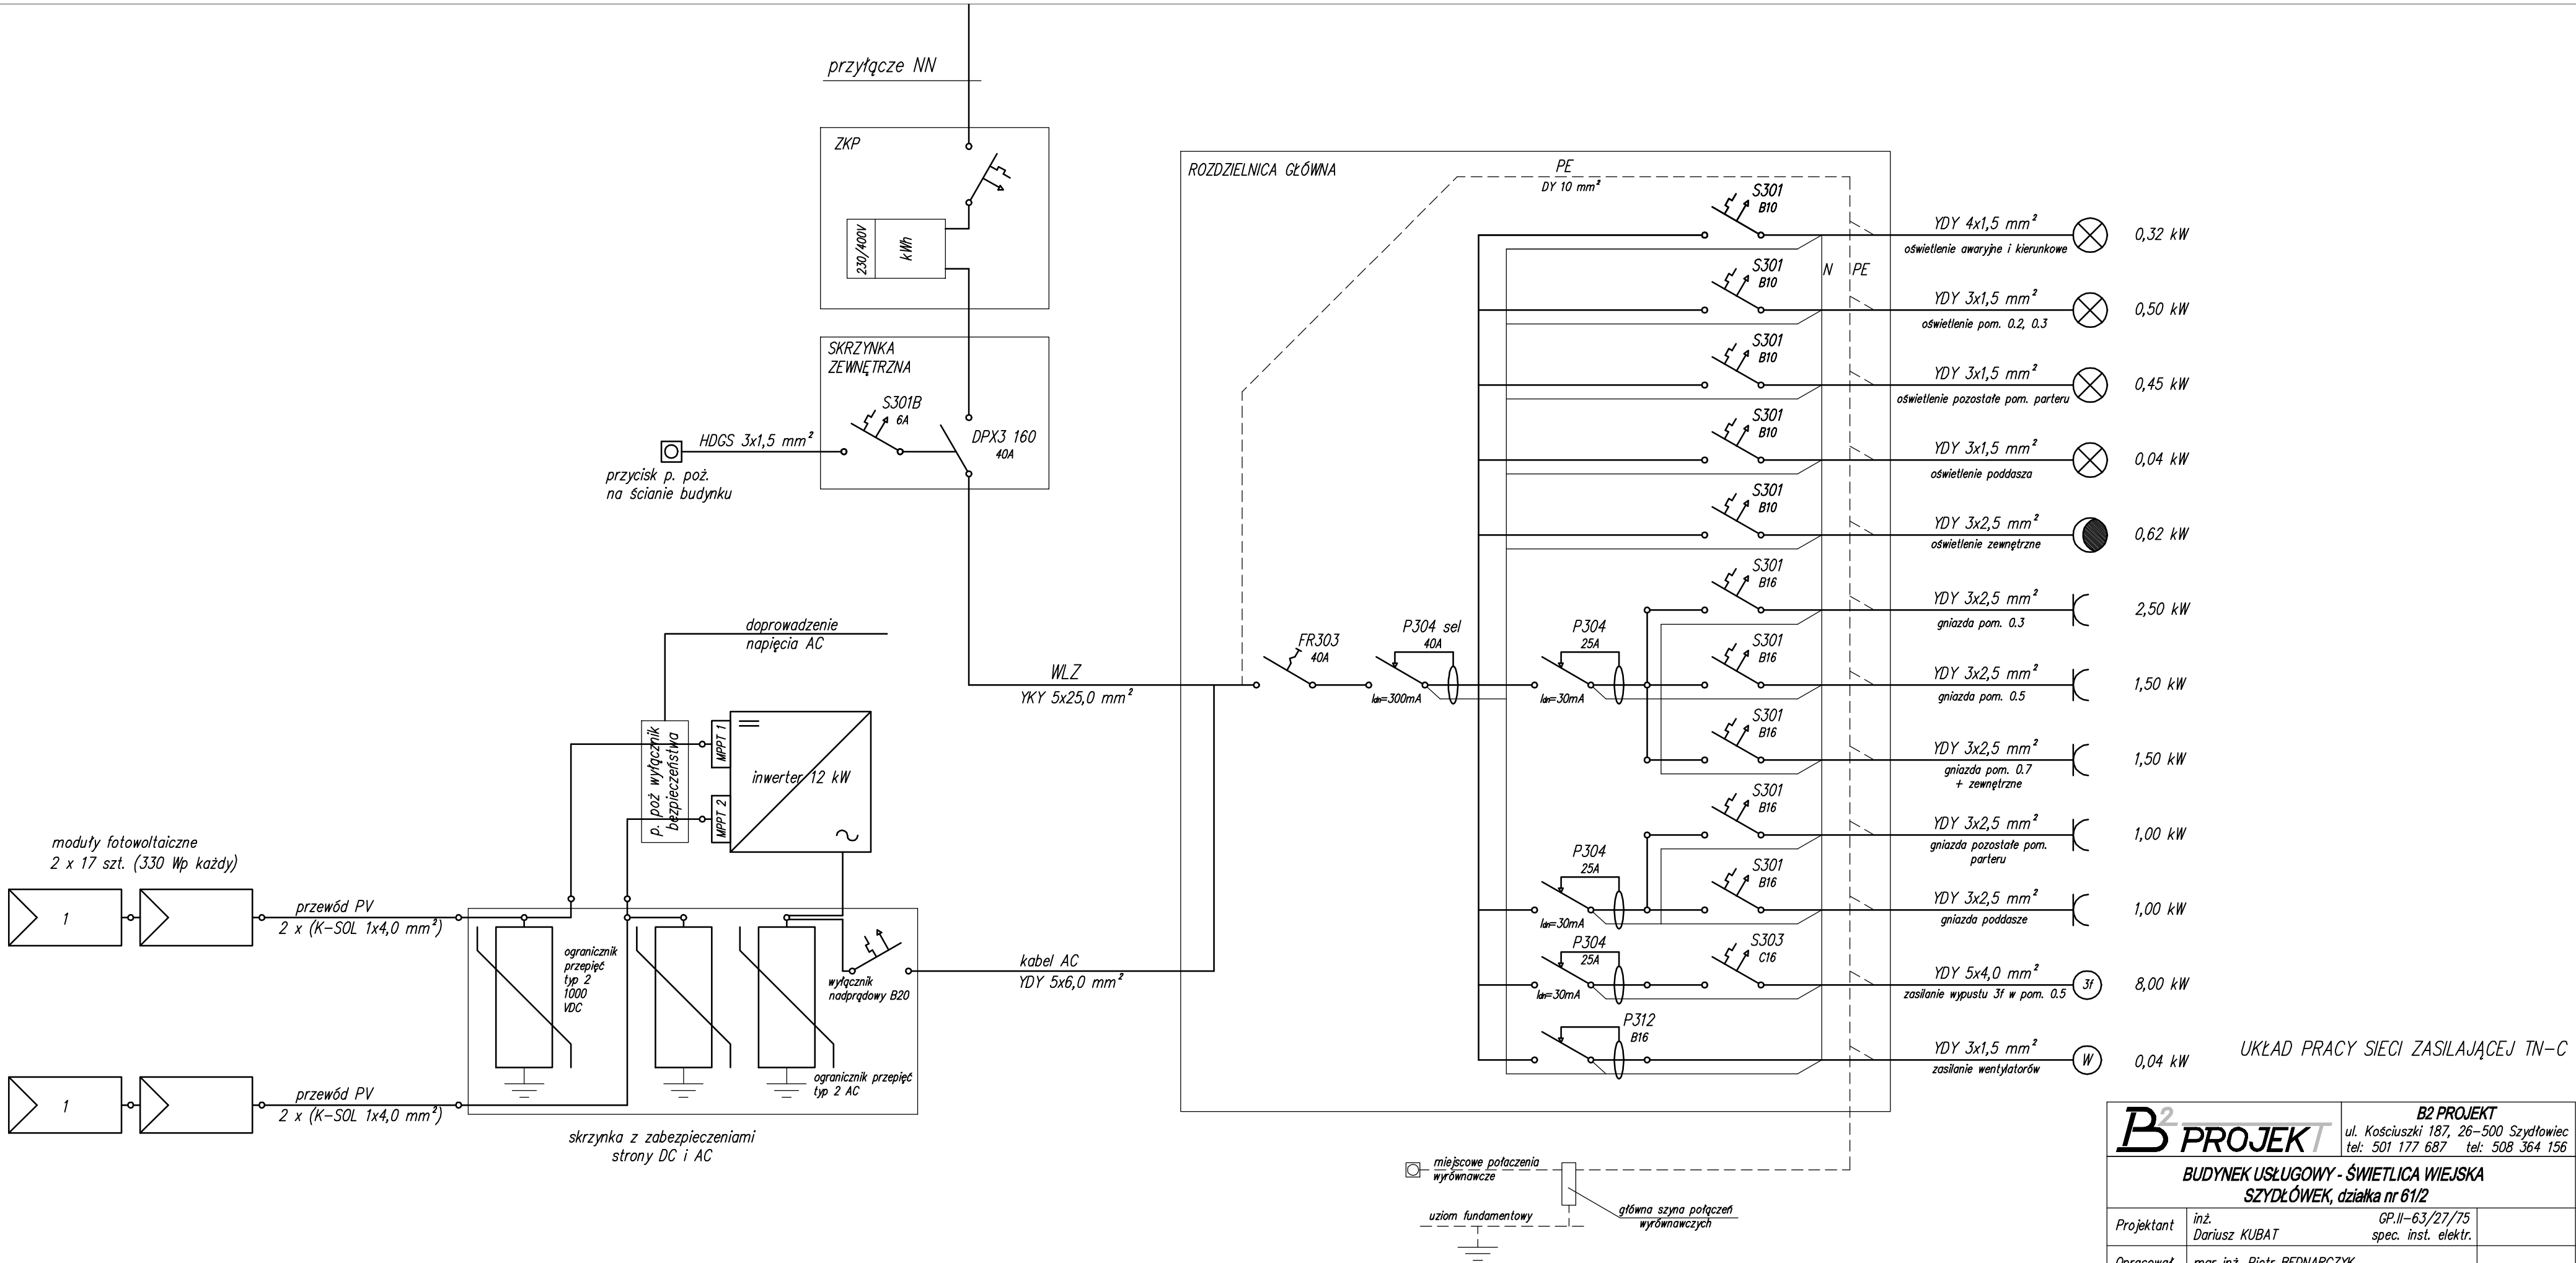 przyłącze NN
ZKP
230/400V
kWh
SKRZYNKA
ZEWNĘTRZNA
S301B
6A
DPX3 160
40A
HDGS 3x1,5 mm²
przycisk p. poż.
na ścianie budynku
doprowadzenie
napięcia AC
WLZ
YKY 5x25,0 mm²
p. poż wyłącznik
bezpieczeństwa
MPPT 1
MPPT 2
inwerter 12 kW
moduły fotowoltaiczne
2 x 17 szt. (330 Wp każdy)
1
przewód PV
2 x (K-SOL 1x4,0 mm²)
1
przewód PV
2 x (K-SOL 1x4,0 mm²)
ogranicznik
przepięć
typ 2
1000
VDC
wyłącznik
nadprądowy B20
ogranicznik przepięć
typ 2 AC
kabel AC
YDY 5x6,0 mm²
skrzynka z zabezpieczeniami
strony DC i AC
ROZDZIELNICA GŁÓWNA
PE
DY 10 mm²
FR303
40A
P304 sel
40A
Idn=300mA
N PE
S301
B10
YDY 4x1,5 mm²
oświetlenie awaryjne i kierunkowe
0,32 kW
S301
B10
YDY 3x1,5 mm²
oświetlenie pom. 0.2, 0.3
0,50 kW
S301
B10
YDY 3x1,5 mm²
oświetlenie pozostałe pom. parteru
0,45 kW
S301
B10
YDY 3x1,5 mm²
oświetlenie poddasza
0,04 kW
S301
B10
YDY 3x2,5 mm²
oświetlenie zewnętrzne
0,62 kW
S301
B16
YDY 3x2,5 mm²
gniazda pom. 0.3
2,50 kW
P304
25A
Idn=30mA
S301
B16
YDY 3x2,5 mm²
gniazda pom. 0.5
1,50 kW
S301
B16
YDY 3x2,5 mm²
gniazda pom. 0.7
+ zewnętrzne
1,50 kW
S301
B16
YDY 3x2,5 mm²
gniazda pozostałe pom.
parteru
1,00 kW
P304
25A
Idn=30mA
S301
B16
YDY 3x2,5 mm²
gniazda poddasze
1,00 kW
P304
25A
Idn=30mA
S303
C16
YDY 5x4,0 mm²
zasilanie wypustu 3f w pom. 0.5
3f
8,00 kW
P312
B16
YDY 3x1,5 mm²
zasilanie wentylatorów
W
0,04 kW
UKŁAD PRACY SIECI ZASILAJĄCEJ TN-C
miejscowe połaczenia
wyrównawcze
uziom fundamentowy
główna szyna połączeń
wyrównawczych
B2 PROJEKT
B2 PROJEKT
ul. Kościuszki 187, 26-500 Szydłowiec
tel: 501 177 687 tel: 508 364 156
BUDYNEK USŁUGOWY - ŚWIETLICA WIEJSKA
SZYDŁÓWEK, działka nr 61/2
Projektant
inż. GP.II-63/27/75
Dariusz KUBAT spec. inst. elektr.
Opracował mgr inż. Piotr BEDNARCZYK